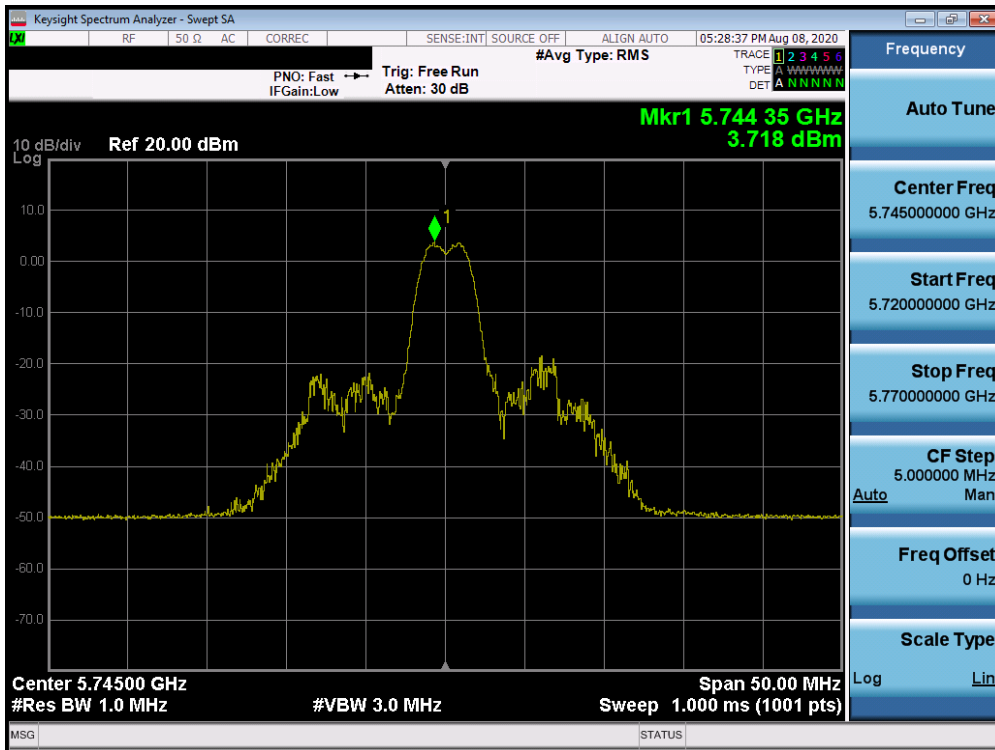 Keysight Spectrum Analyzer - Swept SA
LXI RF 50 Ω AC CORREC SENSE:INT SOURCE OFF ALIGN AUTO 05:28:37 PM Aug 08, 2020
#Avg Type: RMS TRACE 1 2 3 4 5 6
PNO: Fast Trig: Free Run TYPE A WWWWW
IFGain:Low Atten: 30 dB DET A N N N N N
Mkr1 5.744 35 GHz
3.718 dBm
10 dB/div Ref 20.00 dBm
Log
10.0
1
0.00
-10.0
-20.0
-30.0
-40.0
-50.0
-60.0
-70.0
Center 5.74500 GHz Span 50.00 MHz
#Res BW 1.0 MHz #VBW 3.0 MHz Sweep 1.000 ms (1001 pts)
MSG STATUS
Frequency
Auto Tune
Center Freq
5.745000000 GHz
Start Freq
5.720000000 GHz
Stop Freq
5.770000000 GHz
CF Step
5.000000 MHz
Auto Man
Freq Offset
0 Hz
Scale Type
Log Lin